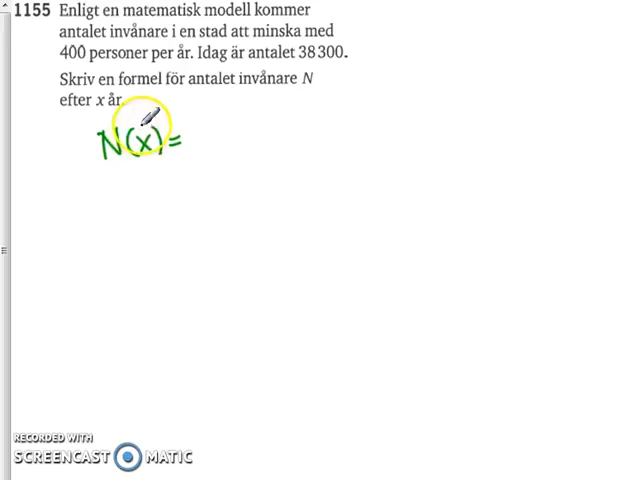 1155 Enligt en matematisk modell kommer
antalet invånare i en stad att minska med
400 personer per år. Idag är antalet 38 300.
Skriv en formel för antalet invånare N
efter x år.
N(x)=
RECORDED WITH
SCREENCAST MATIC